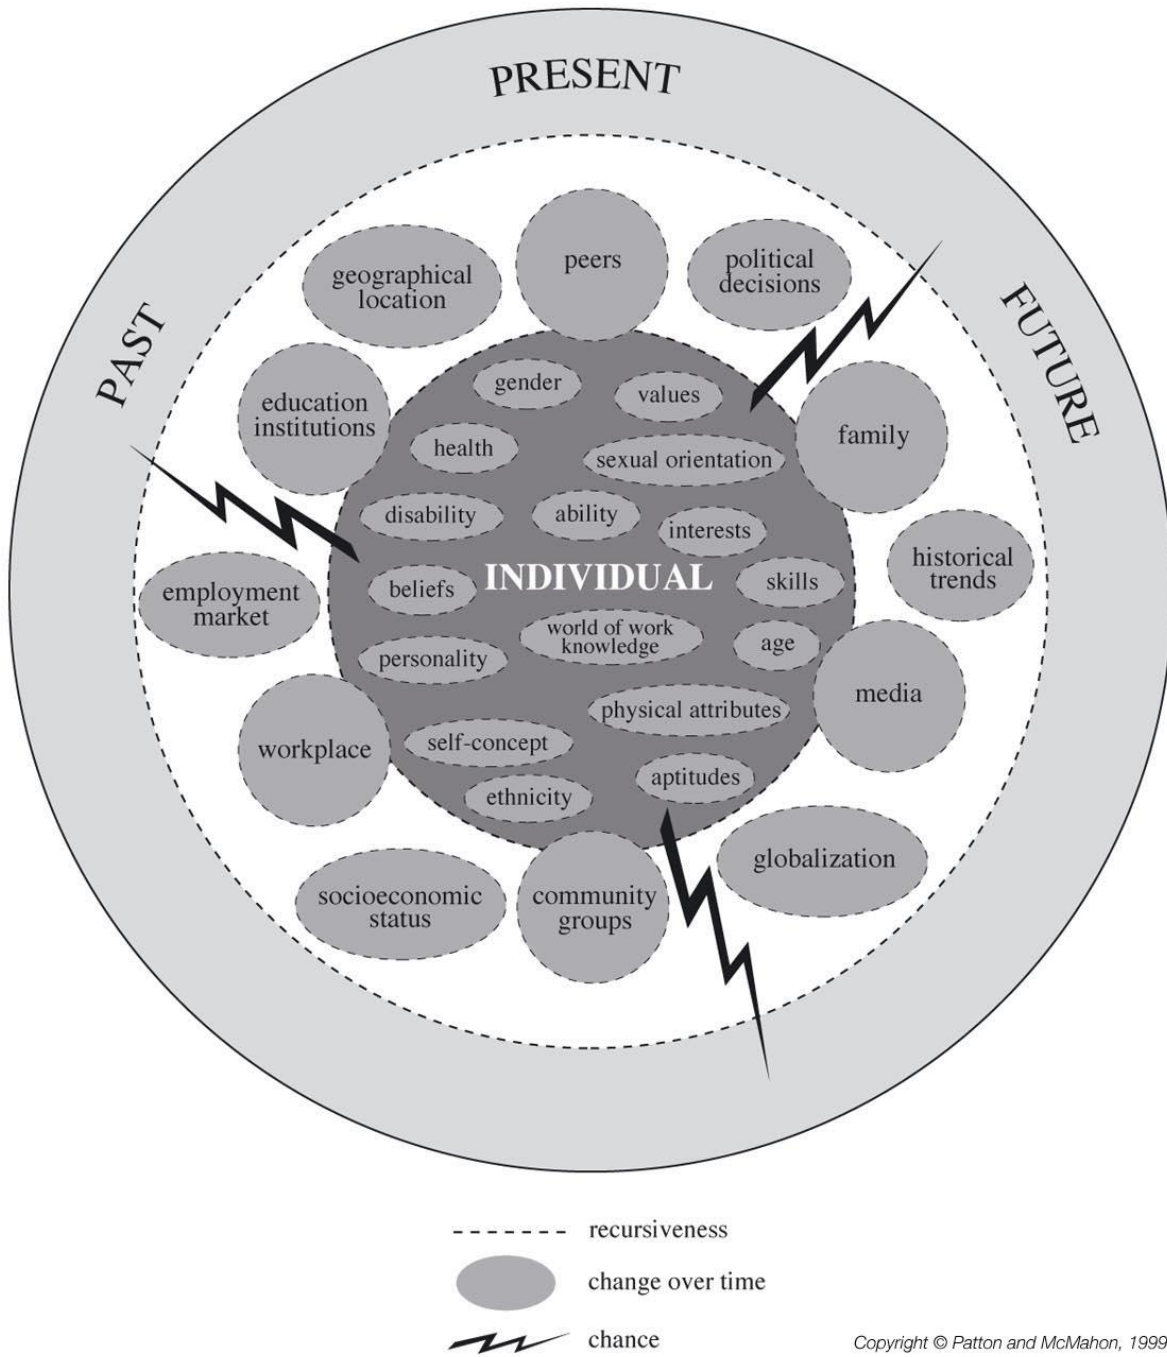 PRESENT
PAST
FUTURE
peers
political
decisions
geographical
location
education
institutions
family
historical
trends
employment
market
media
workplace
globalization
socioeconomic
status
community
groups
gender
values
health
sexual orientation
disability
ability
interests
INDIVIDUAL
beliefs
skills
world of work
knowledge
age
personality
physical attributes
self-concept
aptitudes
ethnicity
recursiveness
change over time
chance
Copyright © Patton and McMahon, 1999